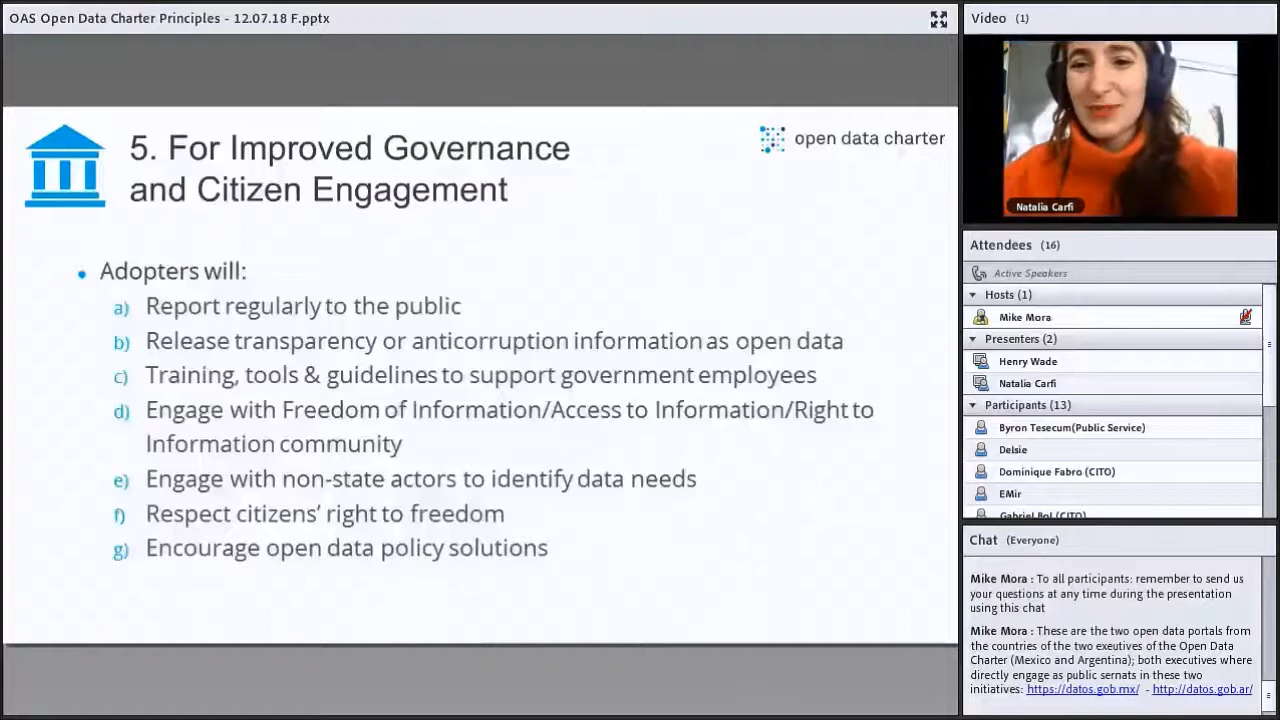 OAS Open Data Charter Principles - 12.07.18 F.pptx
5. For Improved Governance
and Citizen Engagement
open data charter
Adopters will:
a) Report regularly to the public
b) Release transparency or anticorruption information as open data
c) Training, tools & guidelines to support government employees
d) Engage with Freedom of Information/Access to Information/Right to
Information community
e) Engage with non-state actors to identify data needs
f) Respect citizens' right to freedom
g) Encourage open data policy solutions
Video (1)
Natalia Carfi
Attendees (16)
Active Speakers
Hosts (1)
Mike Mora
Presenters (2)
Henry Wade
Natalia Carfi
Participants (13)
Byron Tesecum(Public Service)
Delsie
Dominique Fabro (CITO)
EMir
Gabriel Bol (CITO)
Chat (Everyone)
Mike Mora : To all participants: remember to send us
your questions at any time during the presentation
using this chat
Mike Mora : These are the two open data portals from
the countries of the two exutives of the Open Data
Charter (Mexico and Argentina); both executives where
directly engage as public sernats in these two
initiatives: https://datos.gob.mx/ - http://datos.gob.ar/